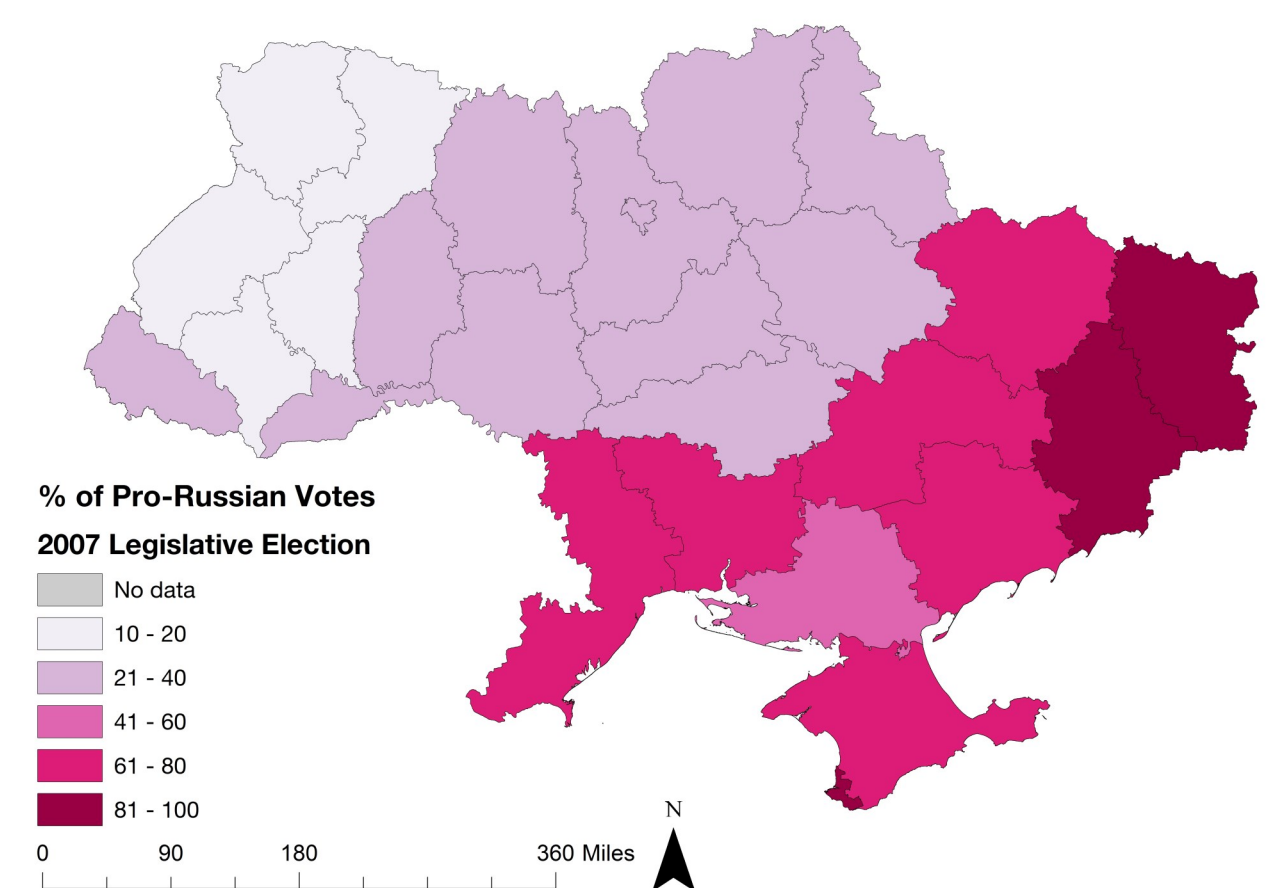 % of Pro-Russian Votes
2007 Legislative Election
No data
10 - 20
21 - 40
41 - 60
61 - 80
81 - 100
0 90 180 360 Miles
N